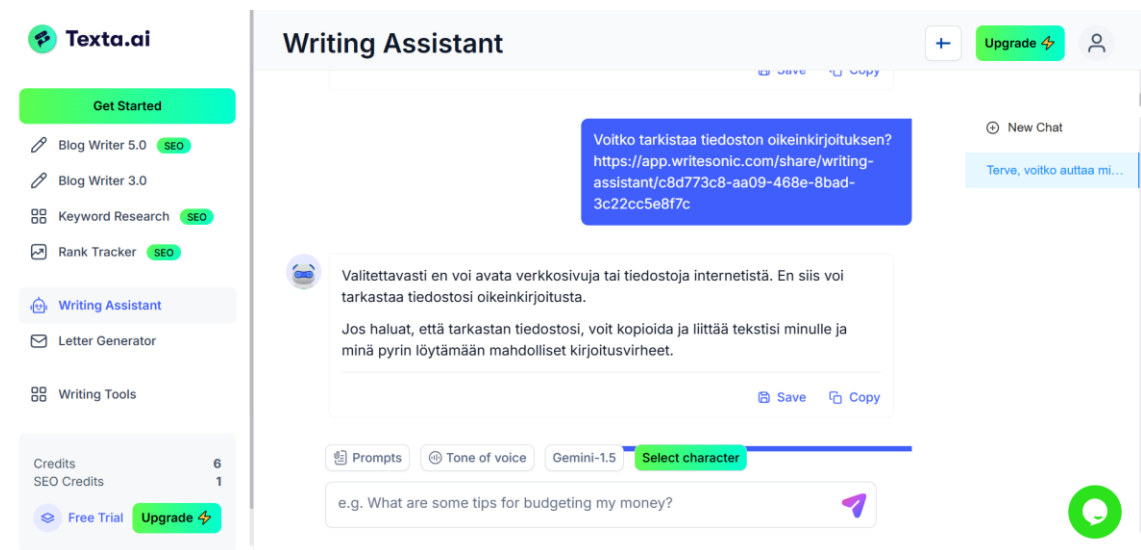 Texta.ai
Writing Assistant
Upgrade
Get Started
Blog Writer 5.0 SEO
Blog Writer 3.0
Keyword Research SEO
Rank Tracker SEO
Writing Assistant
Letter Generator
Writing Tools
Credits 6
SEO Credits 1
Free Trial Upgrade
Save Copy
Voitko tarkistaa tiedoston oikeinkirjoituksen?
https://app.writesonic.com/share/writing-
assistant/c8d773c8-aa09-468e-8bad-
3c22cc5e8f7c
Valitettavasti en voi avata verkkosivuja tai tiedostoja internetistä. En siis voi
tarkastaa tiedostosi oikeinkirjoitusta.
Jos haluat, että tarkastan tiedostosi, voit kopioida ja liittää tekstisi minulle ja
minä pyrin löytämään mahdolliset kirjoitusvirheet.
Save Copy
Prompts Tone of voice Gemini-1.5 Select character
e.g. What are some tips for budgeting my money?
New Chat
Terve, voitko auttaa mi...